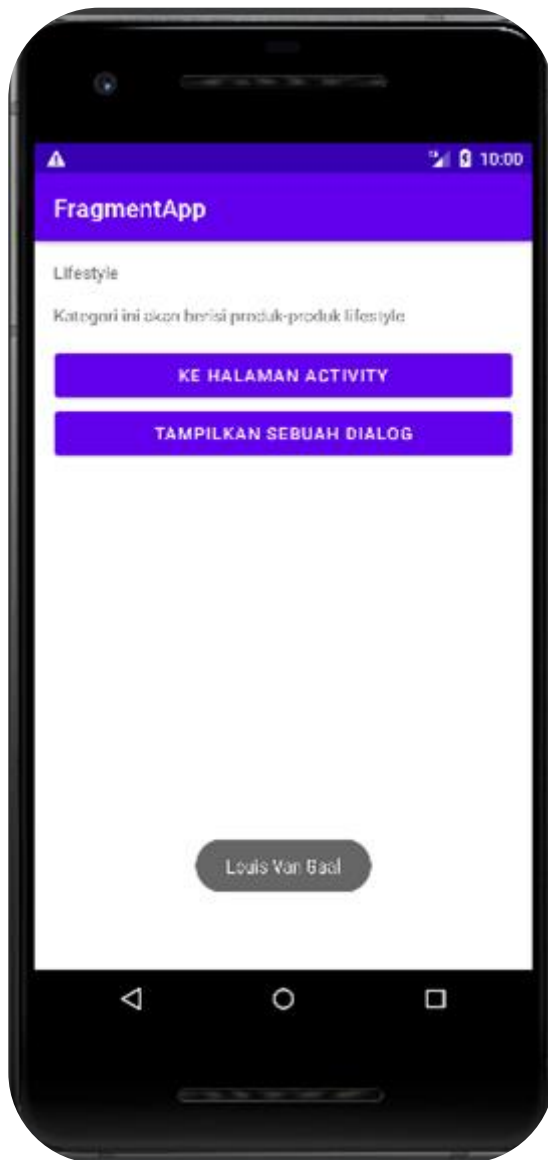 10:00
FragmentApp
Lifestyle
Kategori ini akan berisi produk-produk lifestyle
KE HALAMAN ACTIVITY
TAMPILKAN SEBUAH DIALOG
Louis Van Gaal